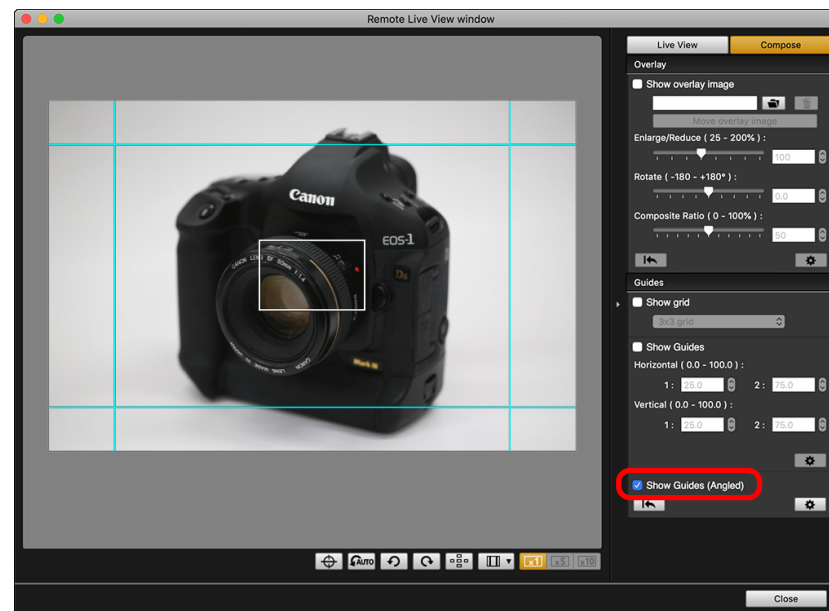 Remote Live View window
Live View
Compose
Overlay
Show overlay image
Move overlay image
Enlarge/Reduce ( 25 - 200% ) :
100
Rotate ( -180 - +180° ) :
0.0
Composite Ratio ( 0 - 100% ) :
50
Guides
Show grid
3x3 grid
Show Guides
Horizontal ( 0.0 - 100.0 ) :
1 : 25.0 2 : 75.0
Vertical ( 0.0 - 100.0 ) :
1 : 25.0 2 : 75.0
Show Guides (Angled)
Canon
EOS-1
Ds
CANON LENS EF 50mm 1:1.4
Mark III
AUTO
x1 x5 x10
Close